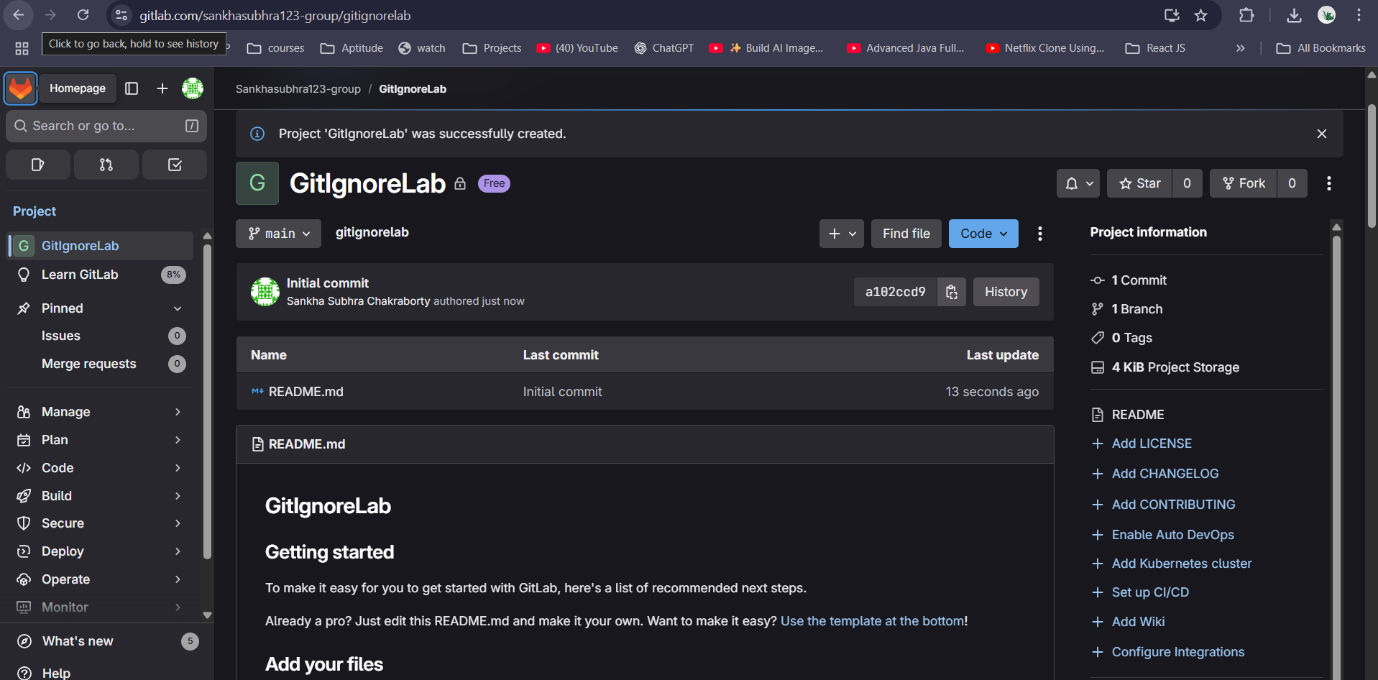 gitlab.com/sankhasubhra123-group/gitignorelab
Click to go back, hold to see history
courses
Aptitude
watch
Projects
(40) YouTube
ChatGPT
✨ Build AI Image...
Advanced Java Full...
Netflix Clone Using...
React JS
»
All Bookmarks
Homepage
Search or go to...
/
Project
G GitIgnoreLab
Learn GitLab 8%
Pinned
Issues 0
Merge requests 0
Manage
Plan
Code
Build
Secure
Deploy
Operate
Monitor
What's new 5
Help
Sankhasubhra123-group / GitIgnoreLab
Project 'GitIgnoreLab' was successfully created.
G GitIgnoreLab Free
Star 0
Fork 0
main
gitignorelab
Find file
Code
Initial commit
Sankha Subhra Chakraborty authored just now
a102ccd9
History
Name Last commit Last update
README.md Initial commit 13 seconds ago
README.md
GitIgnoreLab
Getting started
To make it easy for you to get started with GitLab, here's a list of recommended next steps.
Already a pro? Just edit this README.md and make it your own. Want to make it easy? Use the template at the bottom!
Add your files
Project information
1 Commit
1 Branch
0 Tags
4 KiB Project Storage
README
Add LICENSE
Add CHANGELOG
Add CONTRIBUTING
Enable Auto DevOps
Add Kubernetes cluster
Set up CI/CD
Add Wiki
Configure Integrations